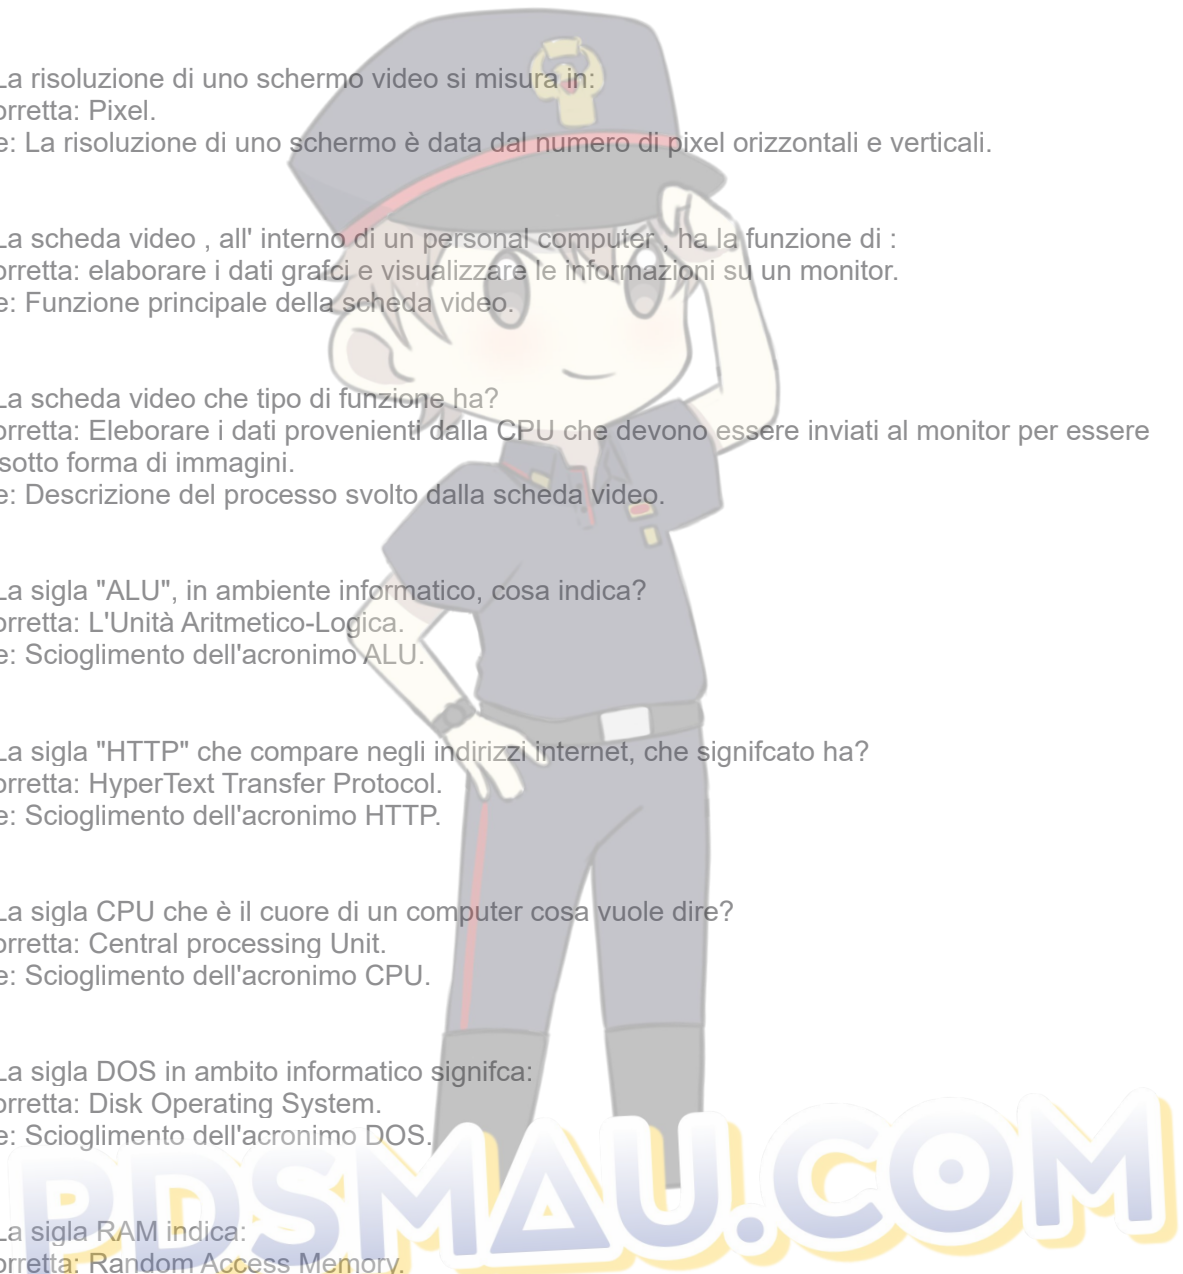 La risoluzione di uno schermo video si misura in:
orretta: Pixel.
e: La risoluzione di uno schermo è data dal numero di pixel orizzontali e verticali.
La scheda video , all' interno di un personal computer , ha la funzione di :
orretta: elaborare i dati grafci e visualizzare le informazioni su un monitor.
e: Funzione principale della scheda video.
La scheda video che tipo di funzione ha?
orretta: Eleborare i dati provenienti dalla CPU che devono essere inviati al monitor per essere
sotto forma di immagini.
e: Descrizione del processo svolto dalla scheda video.
La sigla "ALU", in ambiente informatico, cosa indica?
orretta: L'Unità Aritmetico-Logica.
e: Scioglimento dell'acronimo ALU.
La sigla "HTTP" che compare negli indirizzi internet, che signifcato ha?
orretta: HyperText Transfer Protocol.
e: Scioglimento dell'acronimo HTTP.
La sigla CPU che è il cuore di un computer cosa vuole dire?
orretta: Central processing Unit.
e: Scioglimento dell'acronimo CPU.
La sigla DOS in ambito informatico signifca:
orretta: Disk Operating System.
e: Scioglimento dell'acronimo DOS.
PDSMAU.COM
La sigla RAM indica:
orretta: Random Access Memory.